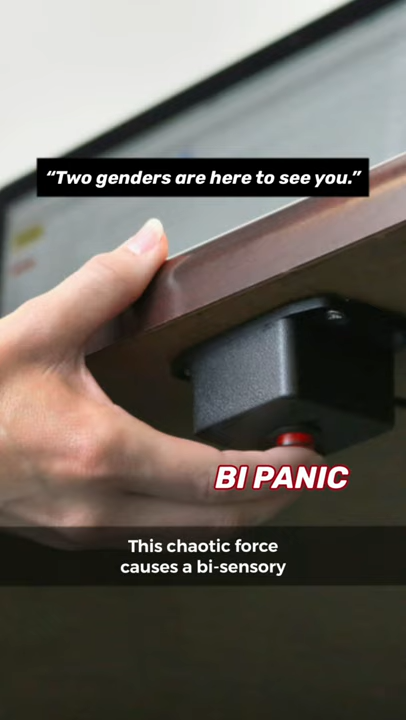 “Two genders are here to see you.”
BI PANIC
This chaotic force
causes a bi-sensory